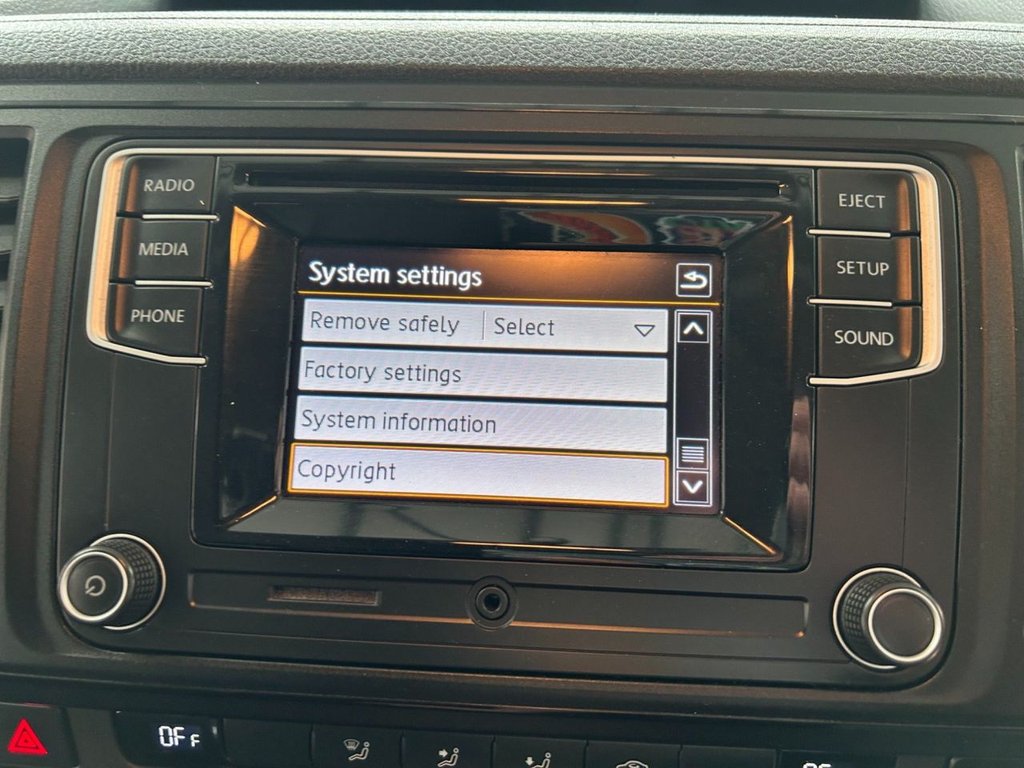 RADIO
MEDIA
PHONE
EJECT
SETUP
SOUND
System settings
Remove safely Select
Factory settings
System information
Copyright
OFF